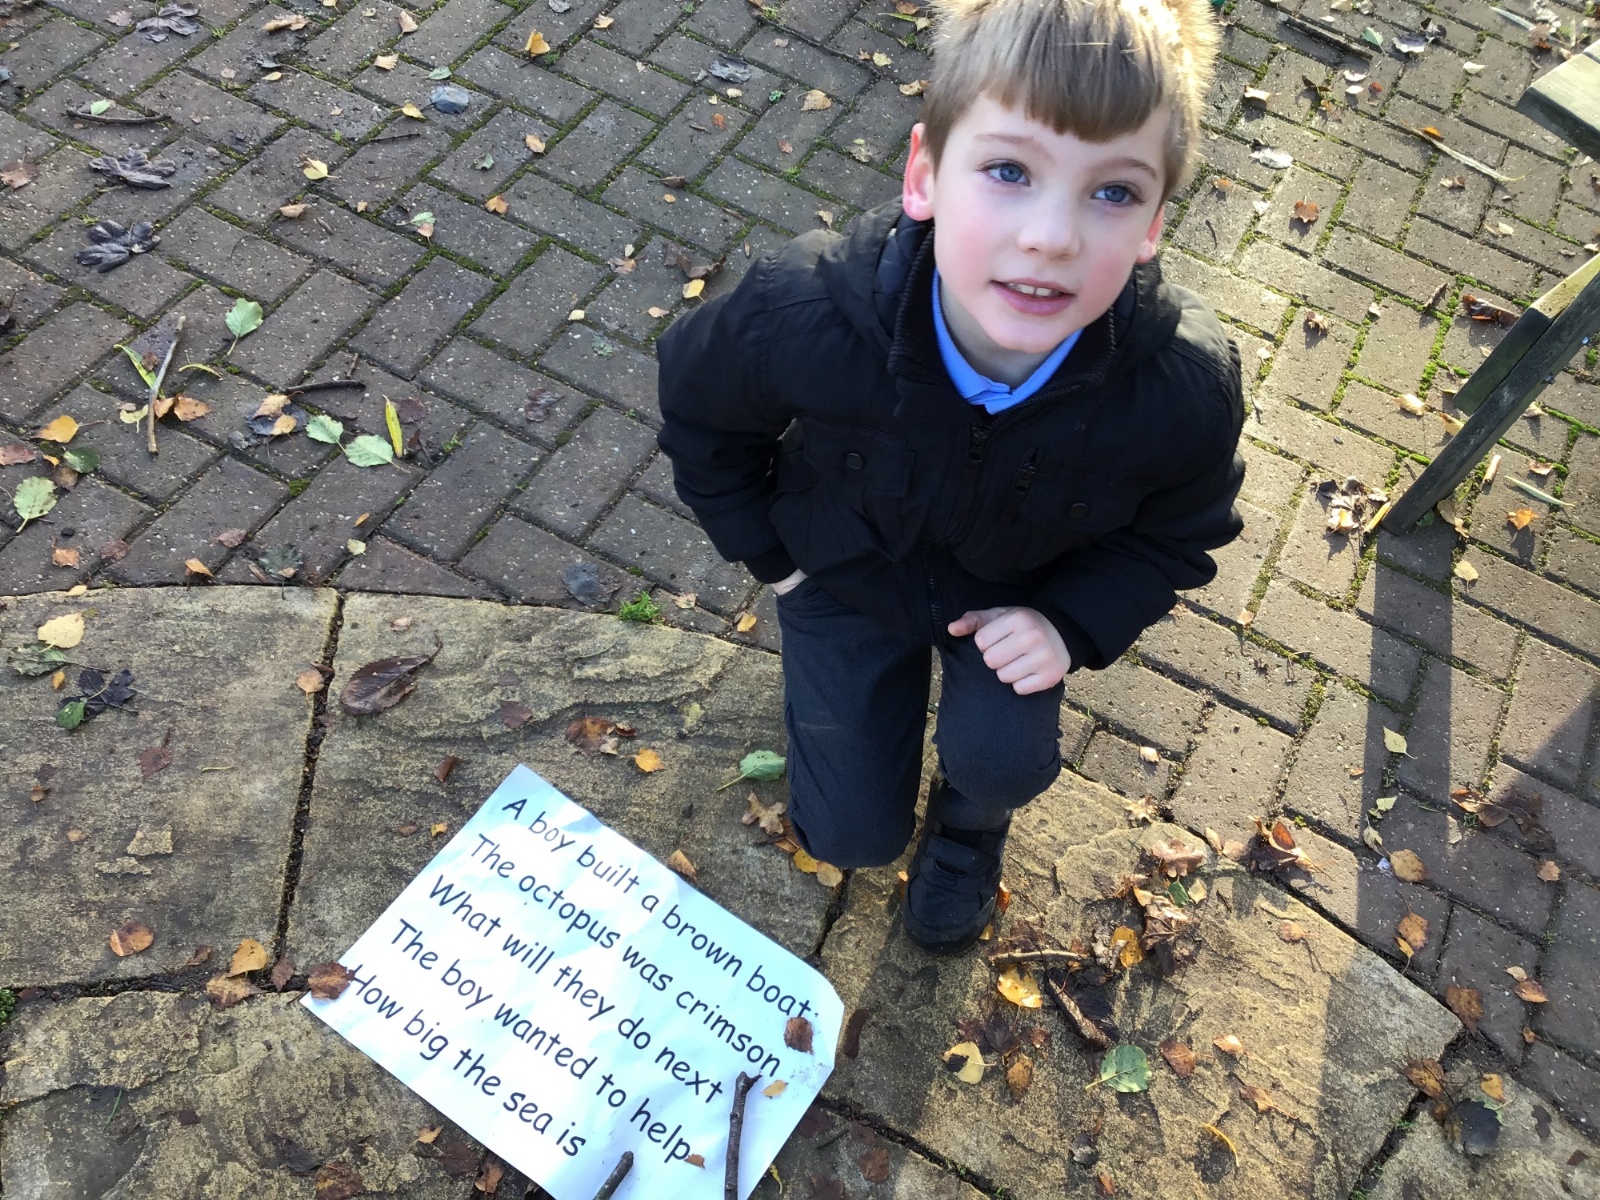 A boy built a brown boat.
The octopus was crimson
What will they do next
The boy wanted to help
How big the sea is